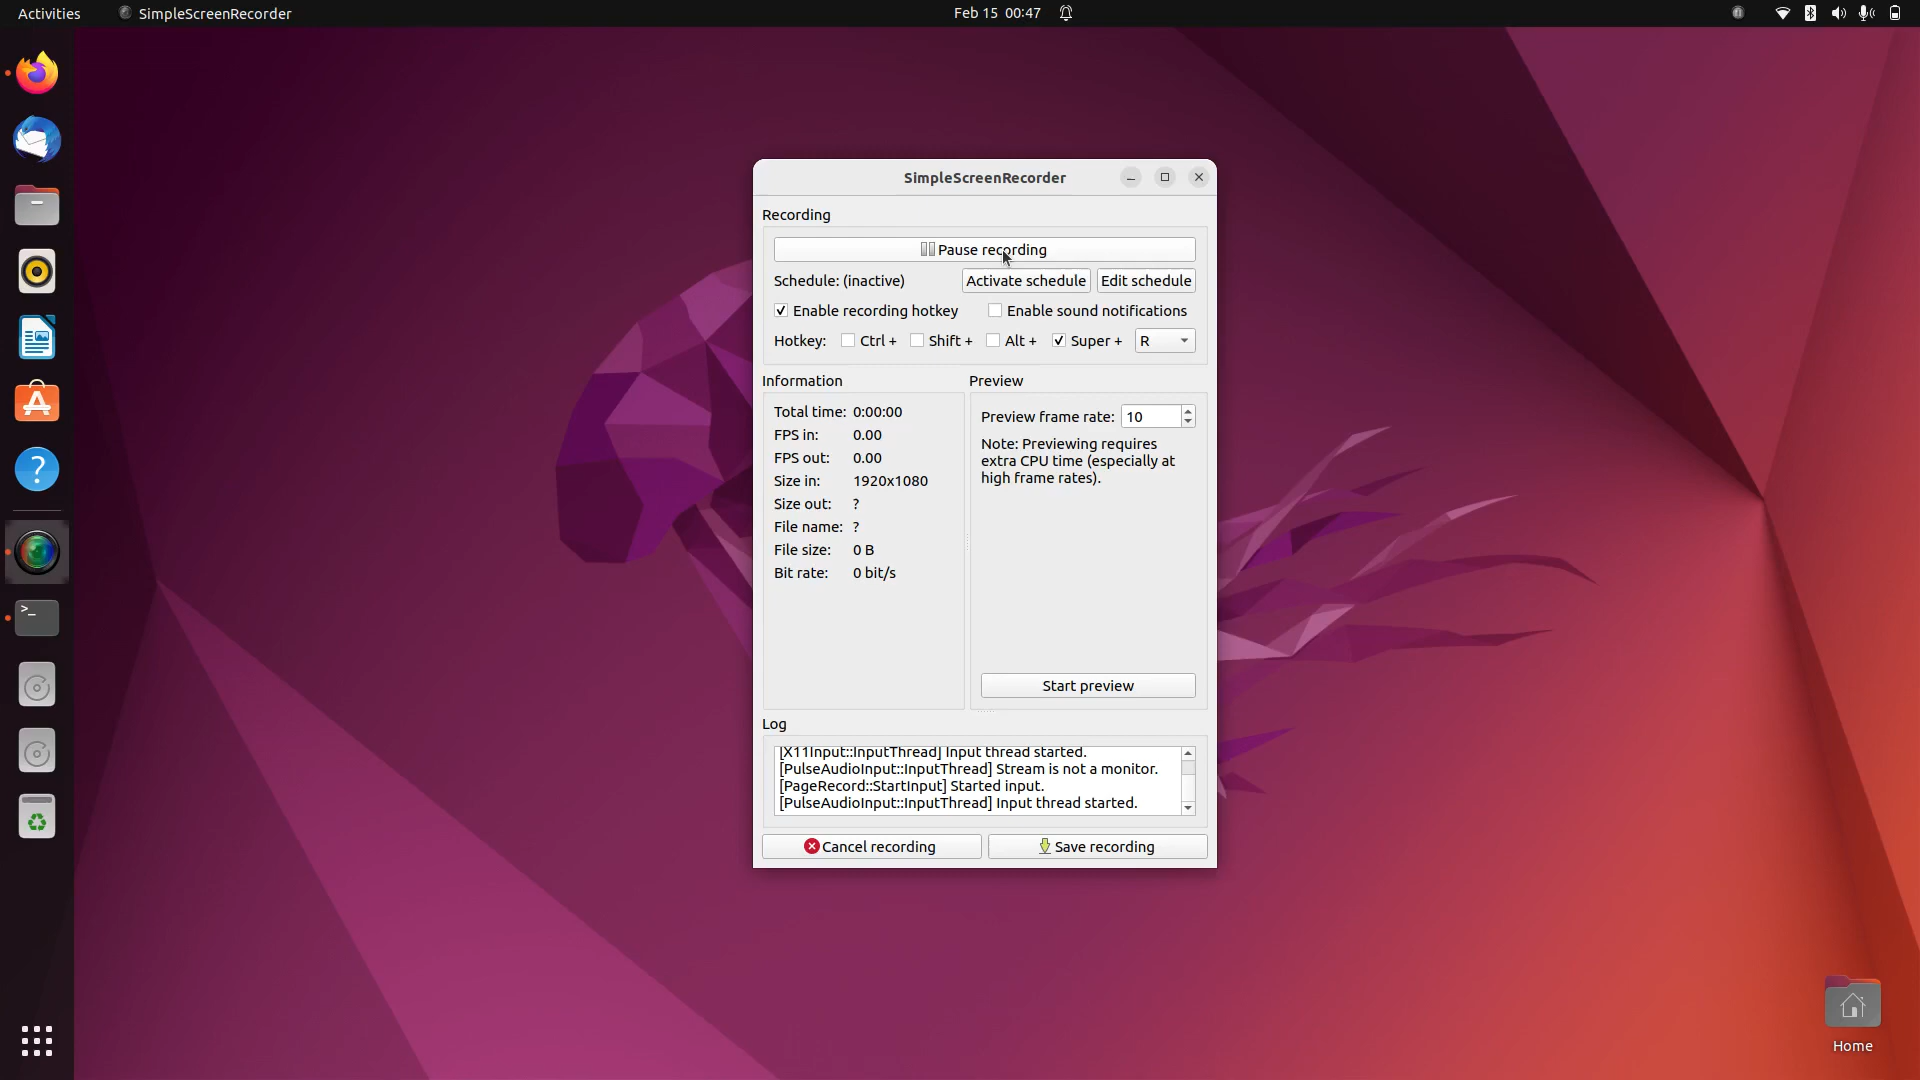 Activities SimpleScreenRecorder Feb 15 00:47
SimpleScreenRecorder
Recording
Pause recording
Schedule: (inactive) Activate schedule Edit schedule
Enable recording hotkey Enable sound notifications
Hotkey: Ctrl + Shift + Alt + Super + R
Information Preview
Total time: 0:00:00
FPS in: 0.00
FPS out: 0.00
Size in: 1920x1080
Size out: ?
File name: ?
File size: 0 B
Bit rate: 0 bit/s
Preview frame rate: 10
Note: Previewing requires
extra CPU time (especially at
high frame rates).
Start preview
Log
[X11Input::InputThread] Input thread started.
[PulseAudioInput::InputThread] Stream is not a monitor.
[PageRecord::StartInput] Started input.
[PulseAudioInput::InputThread] Input thread started.
Cancel recording Save recording
Home